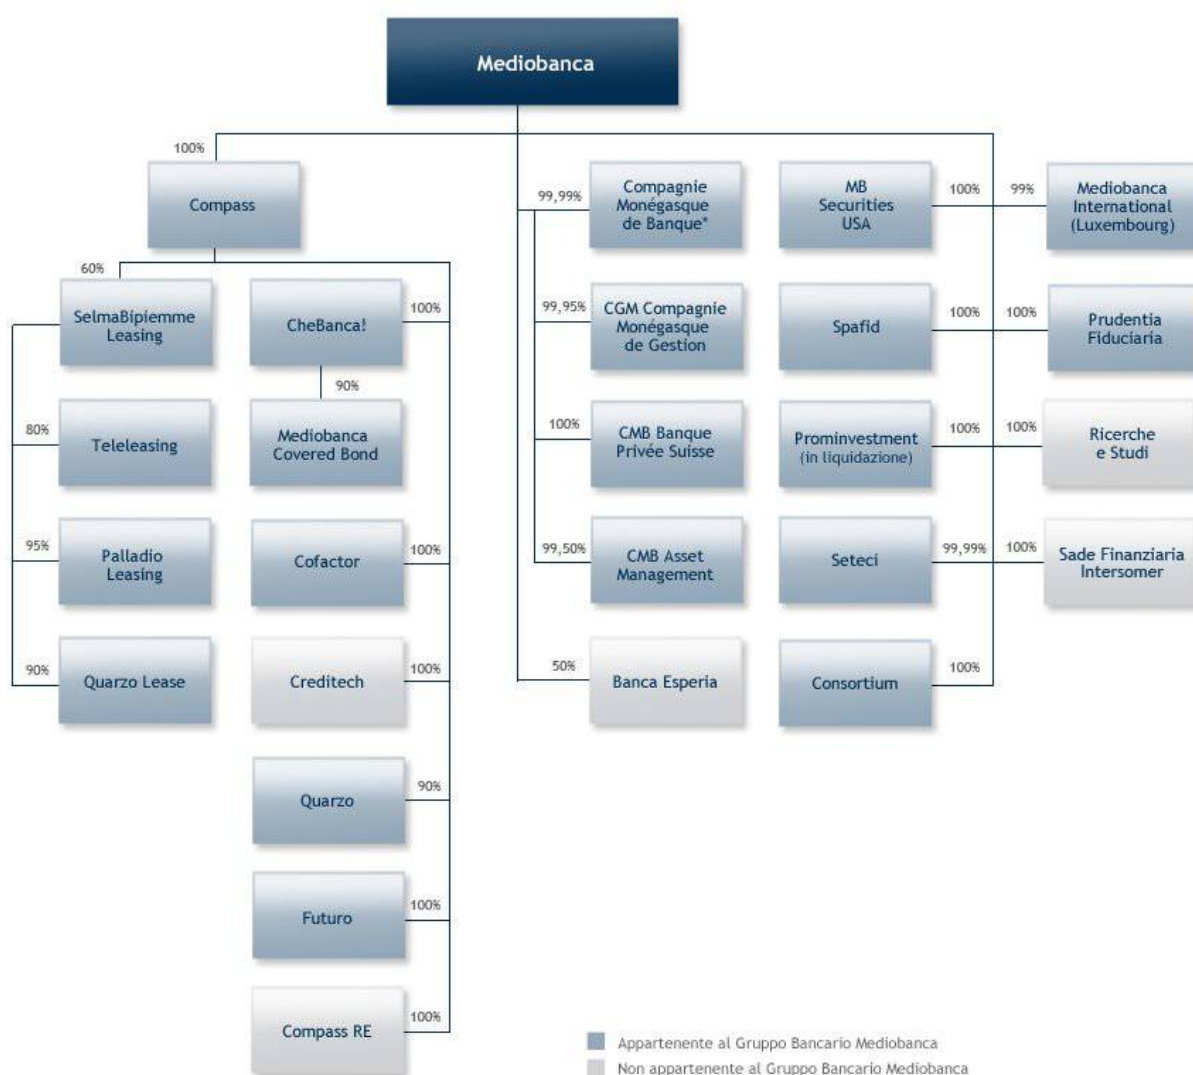 Mediobanca
100%
Compass
60%
SelmaBipiemme
Leasing
CheBanca!
100%
90%
80%
Teleleasing
Mediobanca
Covered Bond
95%
Palladio
Leasing
Cofactor
100%
90%
Quarzo Lease
Creditech
100%
Quarzo
90%
Futuro
100%
Compass RE
100%
99,99%
Compagnie
Monégasque
de Banque*
99,95%
CGM Compagnie
Monégasque
de Gestion
100%
CMB Banque
Privée Suisse
99,50%
CMB Asset
Management
50%
Banca Esperia
MB
Securities
USA
100%
Spafid
100%
Prominvestment
(in liquidazione)
100%
Seteci
99,99%
Consortium
100%
99%
Mediobanca
International
(Luxembourg)
100%
Prudentia
Fiduciaria
100%
Ricerche
e Studi
100%
Sade Finanziaria
Intersomer
Appartenente al Gruppo Bancario Mediobanca
Non appartenente al Gruppo Bancario Mediobanca